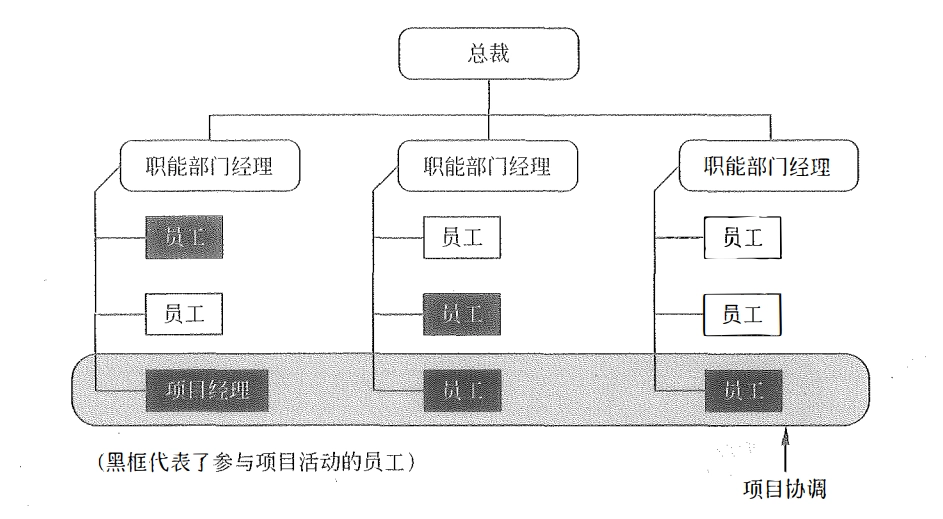 总裁
职能部门经理 职能部门经理 职能部门经理
员工 员工 员工
员工 员工 员工
项目经理 员工 员工
(黑框代表了参与项目活动的员工)
项目协调